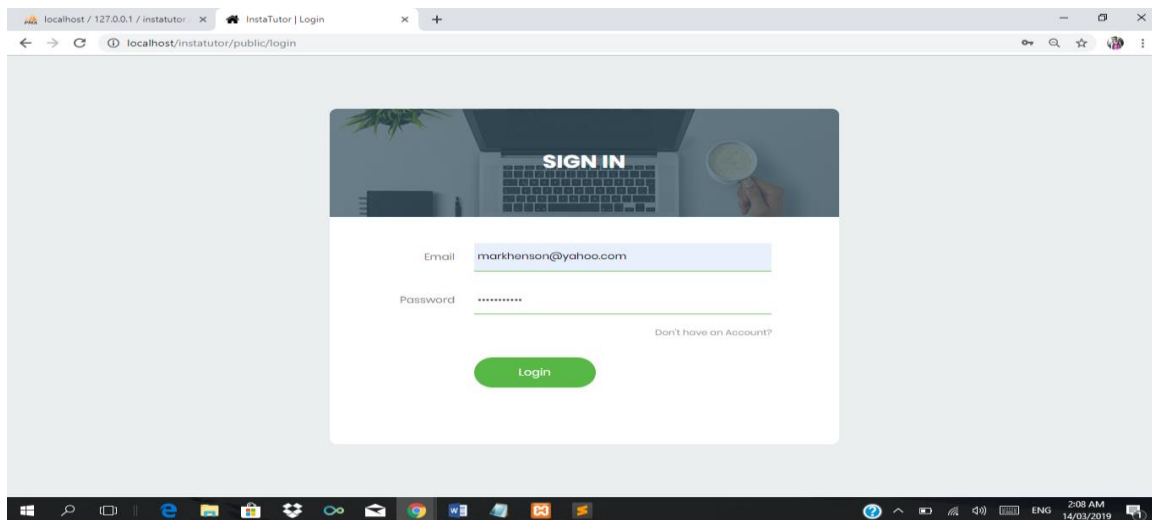 localhost / 127.0.0.1 / instatutor
InstaTutor | Login
localhost/instatutor/public/login
SIGN IN
Email
markhenson@yahoo.com
Password
•••••••••••
Don't have an Account?
Login
ENG
2:08 AM
14/03/2019